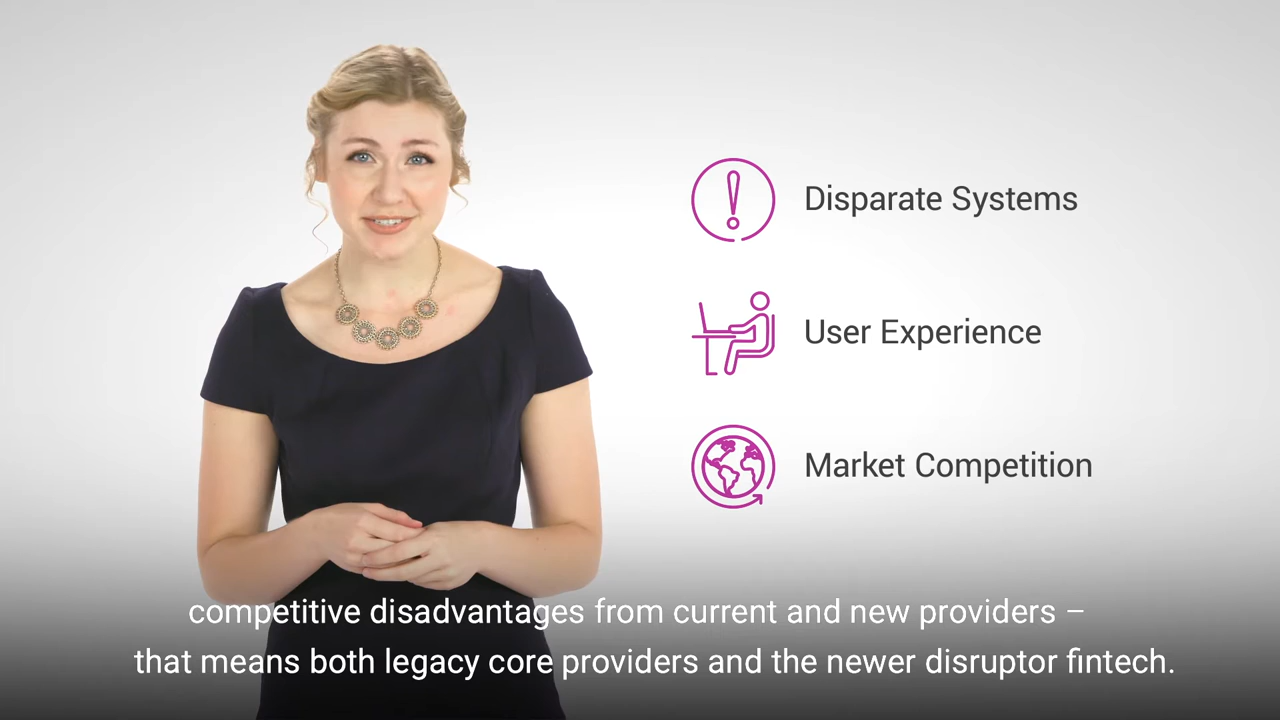 Disparate Systems
User Experience
Market Competition
competitive disadvantages from current and new providers –
that means both legacy core providers and the newer disruptor fintech.